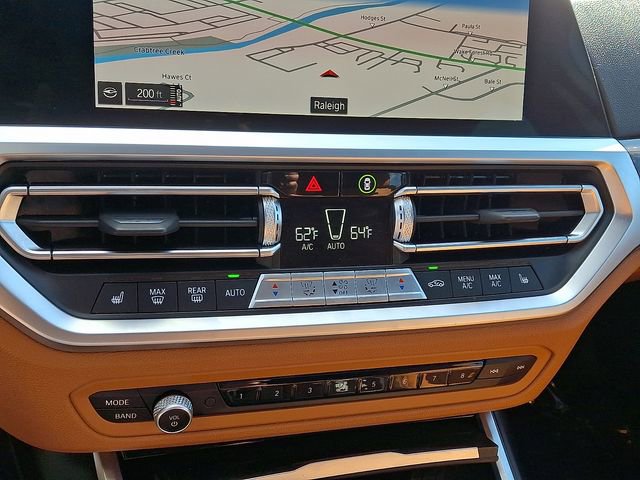 Hodges St
Paula St
Crabtree Creek
Wake Forest Rd
Hawes Ct
McNeil St
Bale St
200 ft
Raleigh
62°F
64°F
A/C
AUTO
MAX
REAR
AUTO
MENU
A/C
MAX
A/C
OFF
MODE
BAND
VOL
1
2
3
5
6
7
8